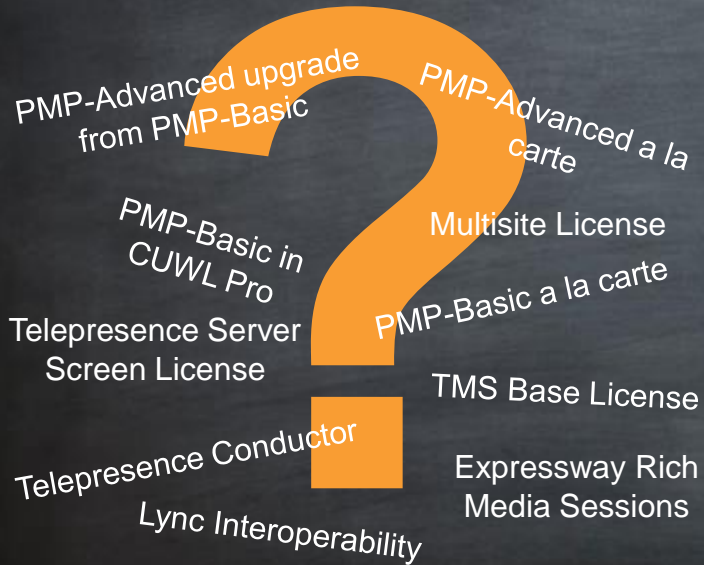 PMP-Advanced upgrade
from PMP-Basic
PMP-Advanced a la
carte
PMP-Basic in
CUWL Pro
Multisite License
PMP-Basic a la carte
Telepresence Server
Screen License
TMS Base License
Telepresence Conductor
Expressway Rich
Media Sessions
Lync Interoperability